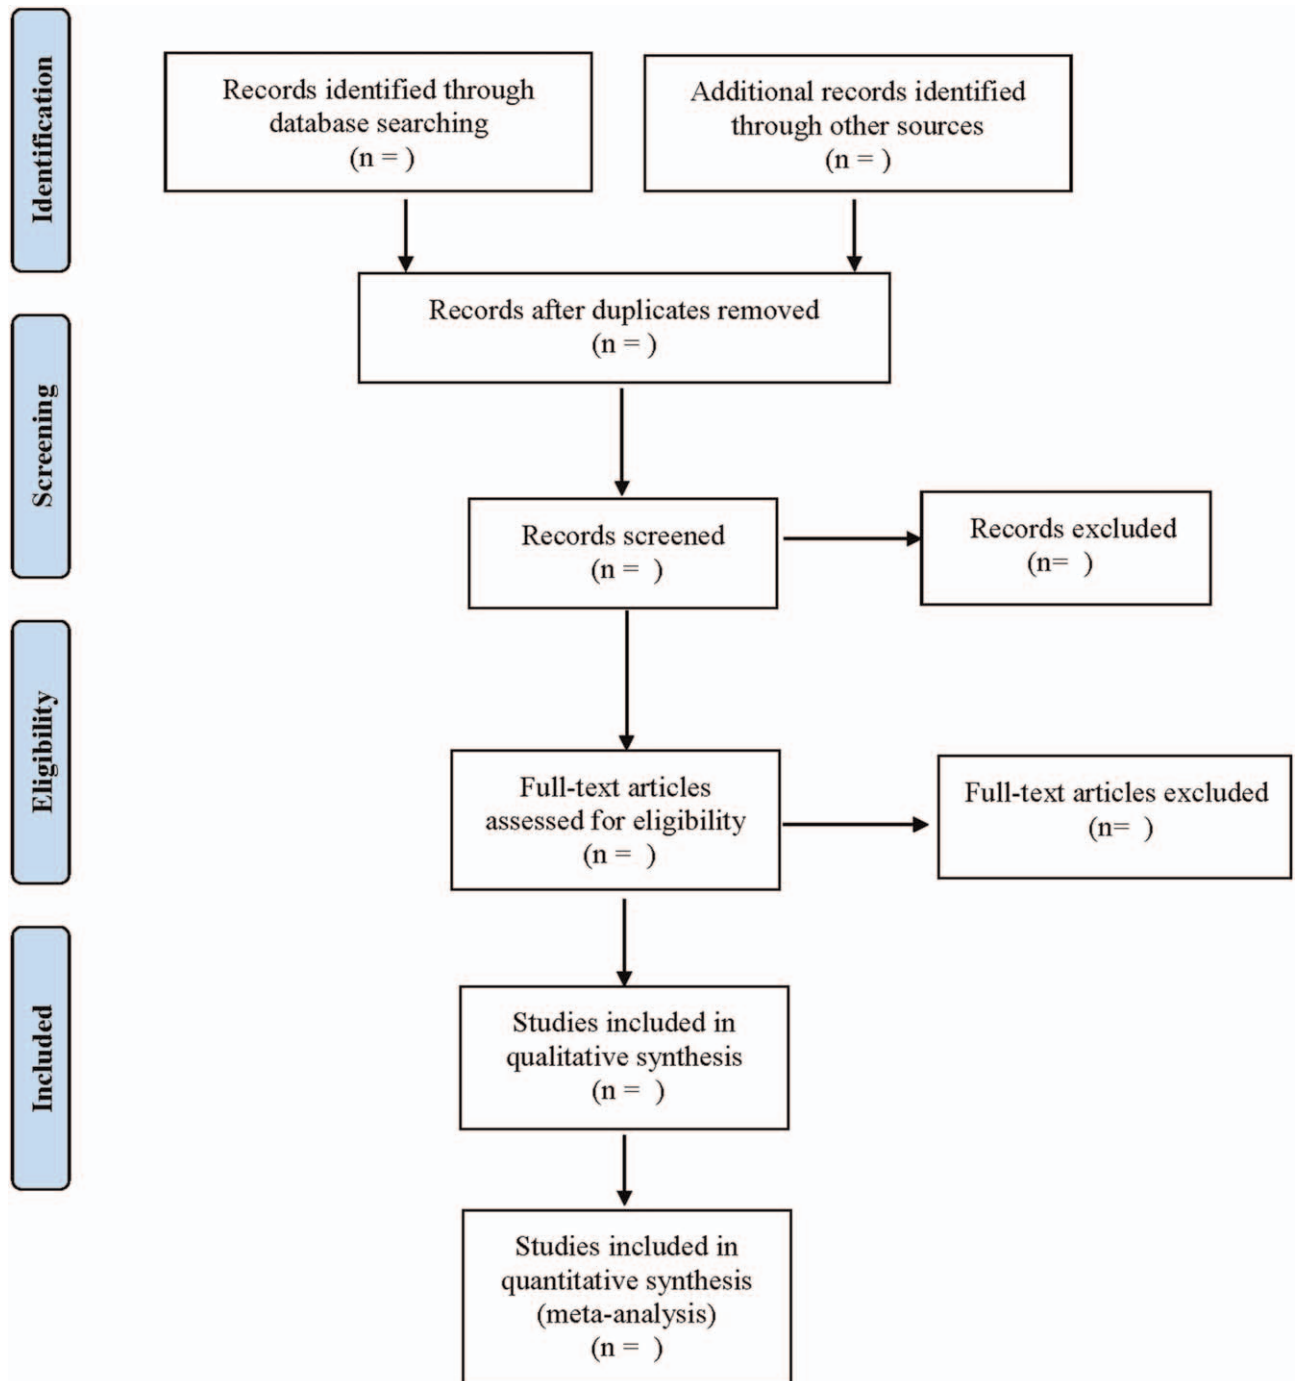 Identification
Records identified through
database searching
(n = )
Additional records identified
through other sources
(n = )
Records after duplicates removed
(n = )
Screening
Records screened
(n =  )
Records excluded
(n=  )
Eligibility
Full-text articles
assessed for eligibility
(n =  )
Full-text articles excluded
(n=  )
Included
Studies included in
qualitative synthesis
(n =  )
Studies included in
quantitative synthesis
(meta-analysis)
(n =  )